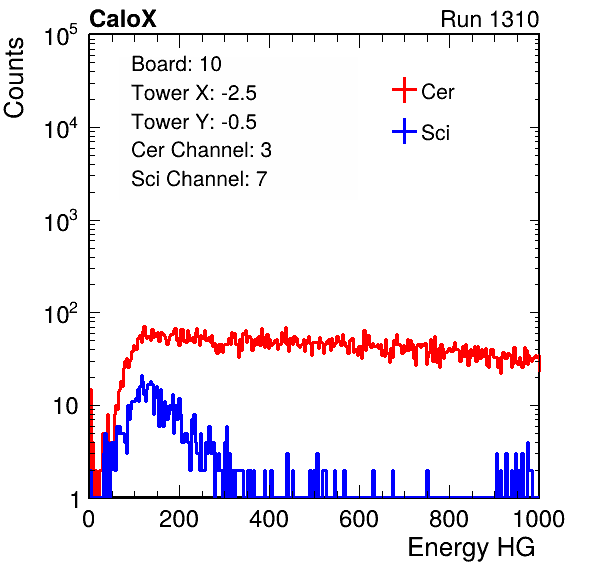 CaloX Run 1310
Counts
10^5
10^4
10^3
10^2
10
1
Board: 10
Tower X: -2.5
Tower Y: -0.5
Cer Channel: 3
Sci Channel: 7
Cer
Sci
0 200 400 600 800 1000
Energy HG